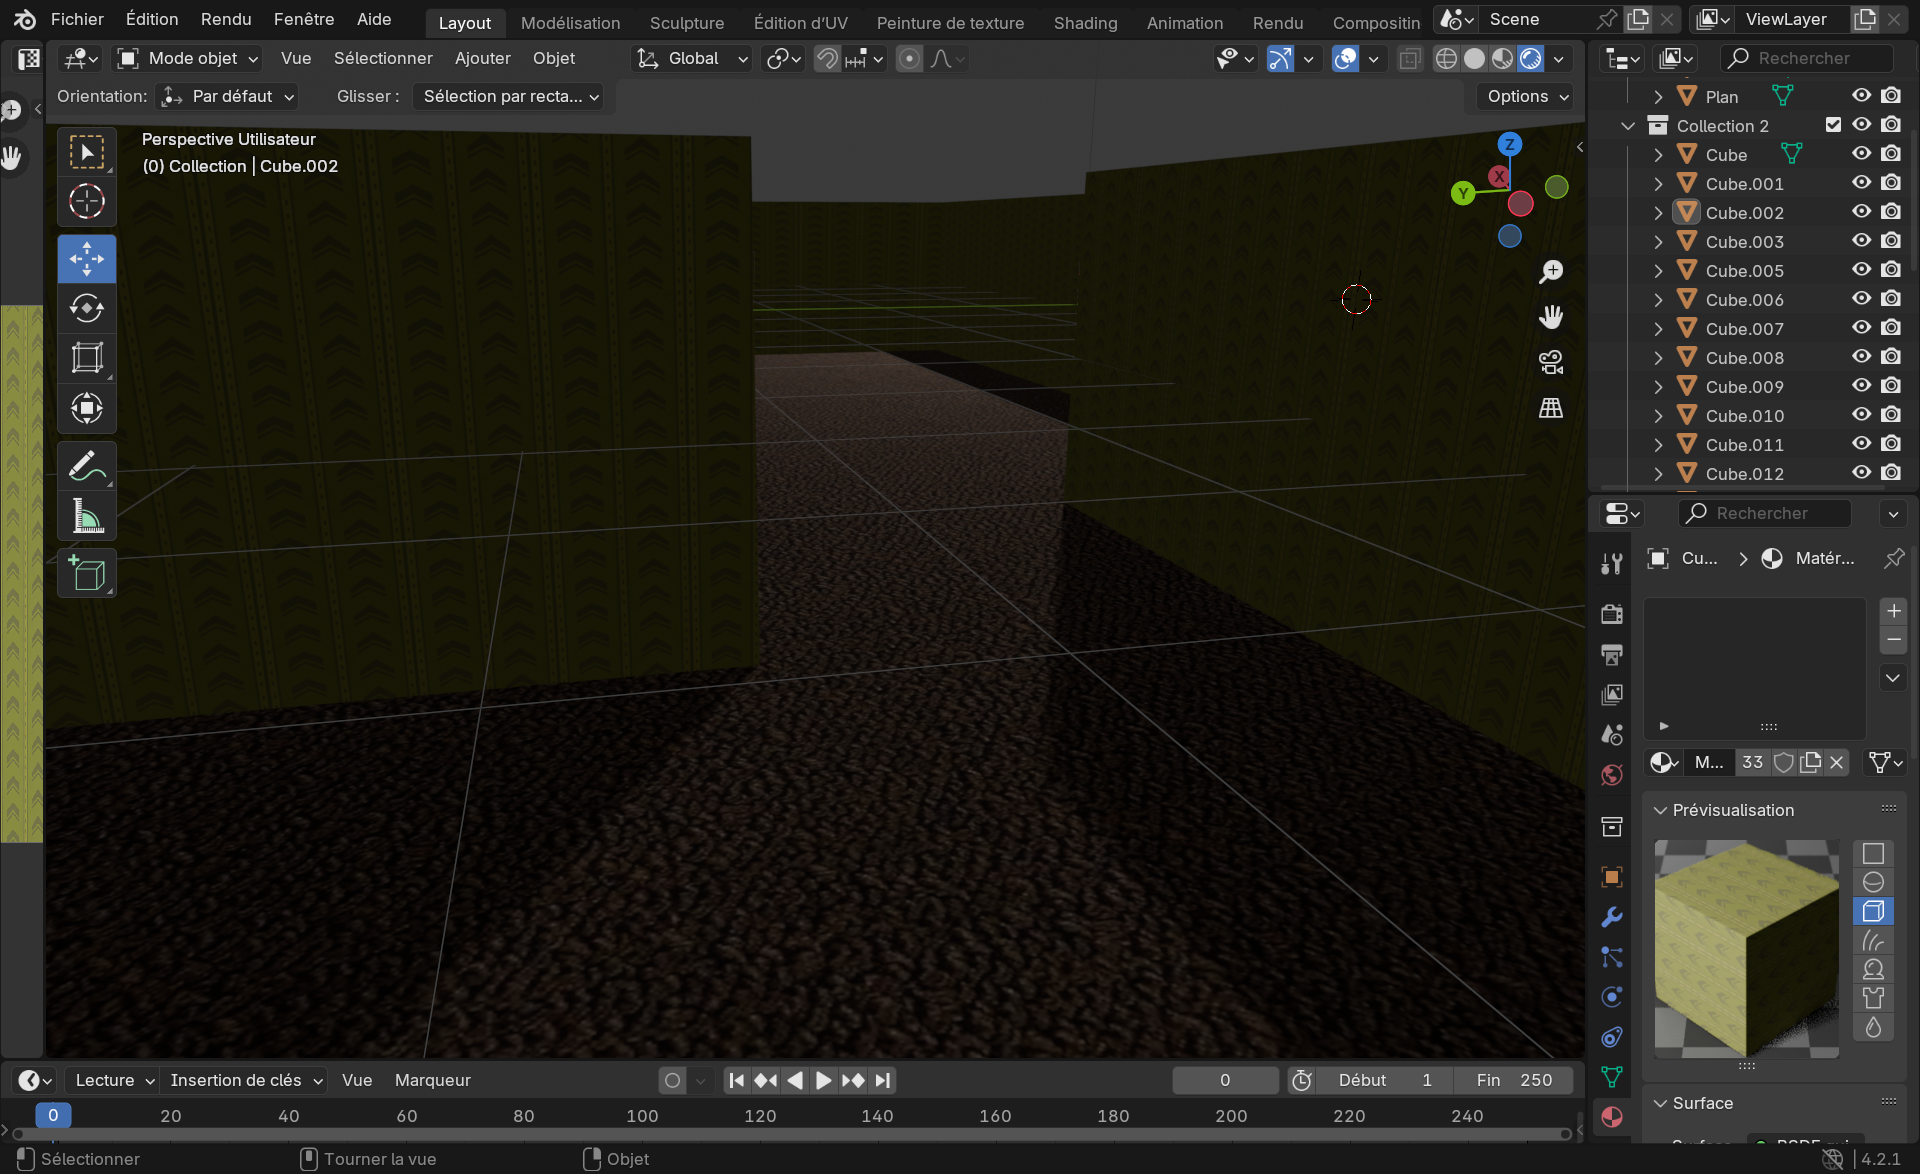 Fichier Édition Rendu Fenêtre Aide Layout Modélisation Sculpture Édition d'UV Peinture de texture Shading Animation Rendu Compositin Scene ViewLayer
Mode objet Vue Sélectionner Ajouter Objet Global Rechercher
Orientation: Par défaut Glisser : Sélection par recta... Options
Perspective Utilisateur
(0) Collection | Cube.002
Z
X
Y
Plan
Collection 2
Cube
Cube.001
Cube.002
Cube.003
Cube.005
Cube.006
Cube.007
Cube.008
Cube.009
Cube.010
Cube.011
Cube.012
Rechercher
Cu... Matér...
M... 33
Prévisualisation
Surface
Lecture Insertion de clés Vue Marqueur 0 Début 1 Fin 250
0 20 40 60 80 100 120 140 160 180 200 220 240
Sélectionner Tourner la vue Objet 4.2.1